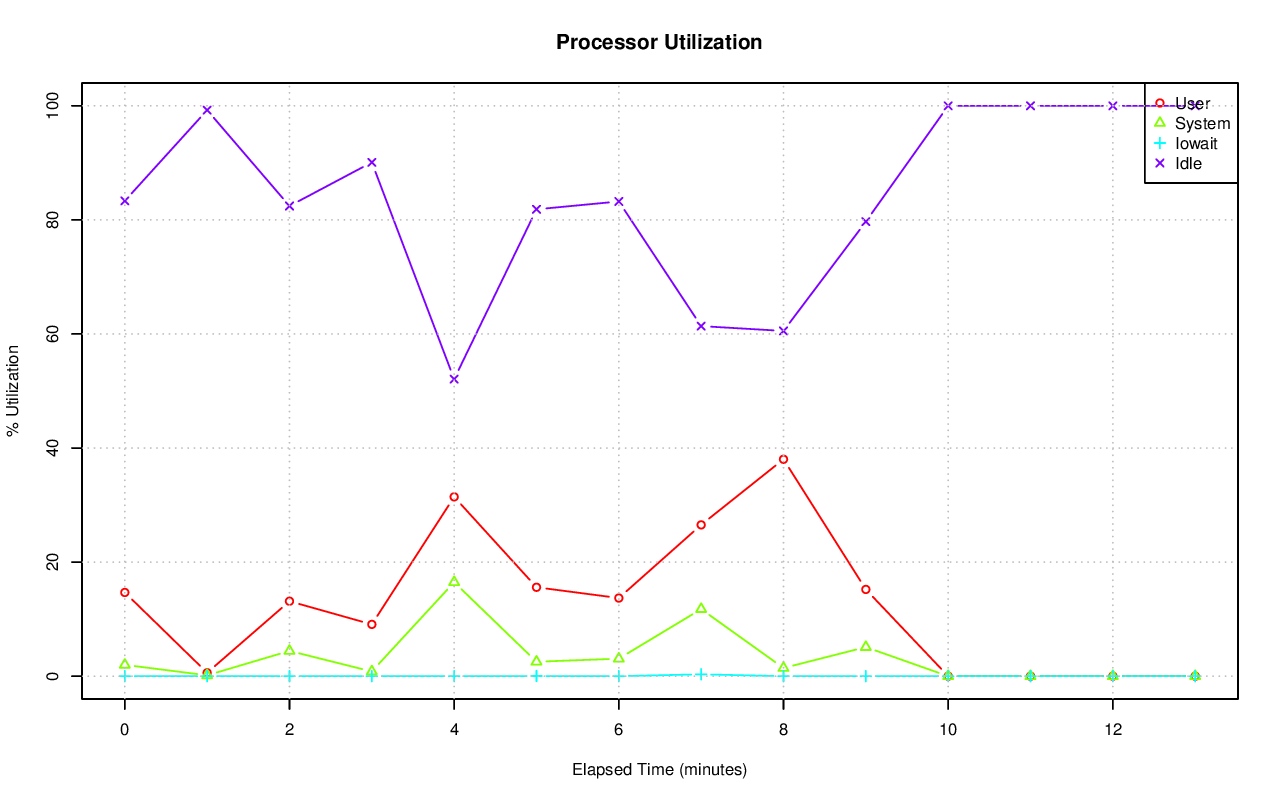 Processor Utilization
% Utilization
100
80
60
40
20
0
User
System
Iowait
Idle
0 2 4 6 8 10 12
Elapsed Time (minutes)